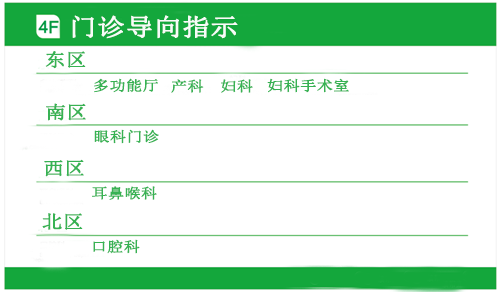 4F 门诊导向指示
东区
多功能厅 产科 妇科 妇科手术室
南区
眼科门诊
西区
耳鼻喉科
北区
口腔科